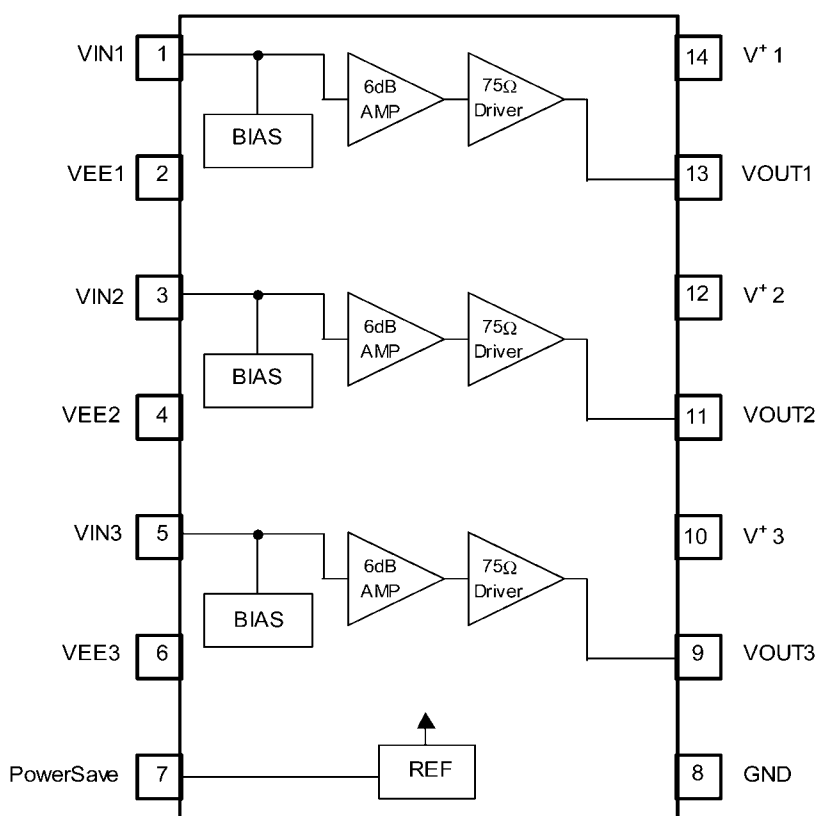 VIN1 1
14 V+ 1
6dB AMP
75Ω Driver
BIAS
VEE1 2
13 VOUT1
VIN2 3
12 V+ 2
6dB AMP
75Ω Driver
BIAS
VEE2 4
11 VOUT2
VIN3 5
10 V+ 3
6dB AMP
75Ω Driver
BIAS
VEE3 6
9 VOUT3
PowerSave 7
REF
8 GND